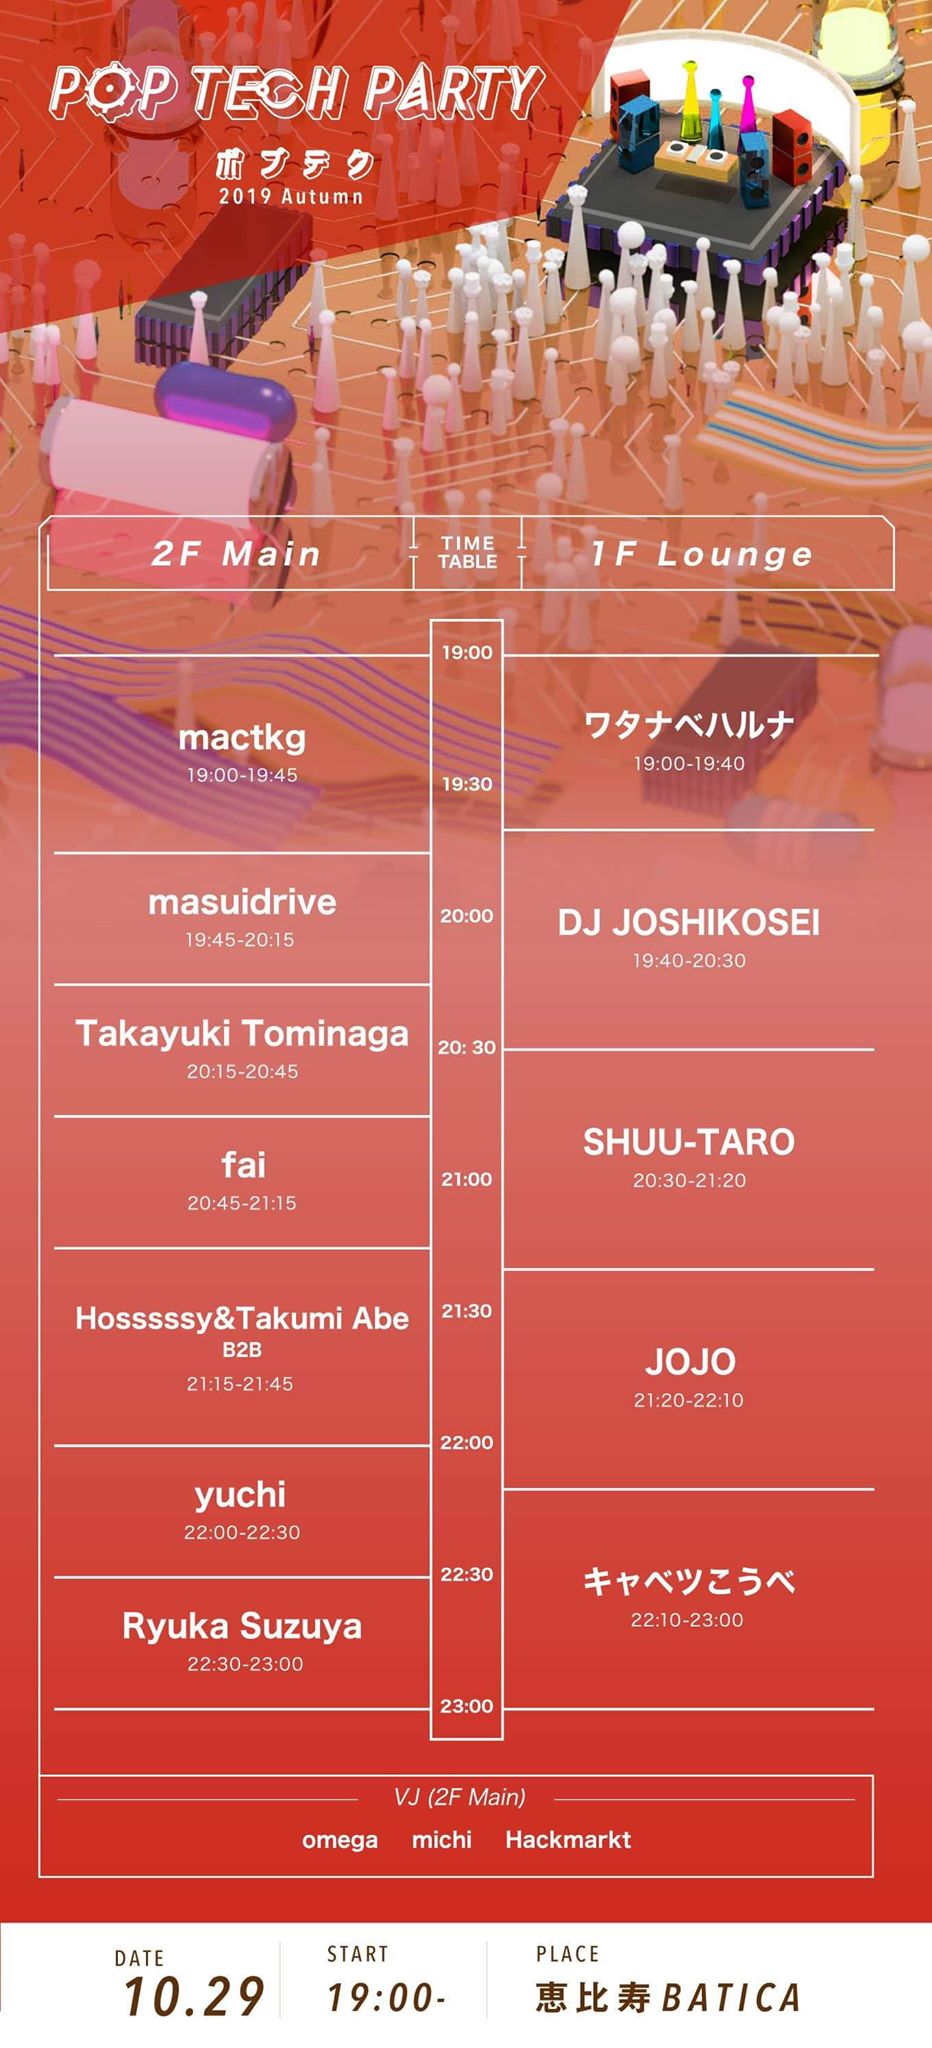 POP TECH PARTY
ポプテク
2019 Autumn
2F Main
TIME
TABLE
1F Lounge
19:00
mactkg
19:00-19:45
ワタナベハルナ
19:00-19:40
19:30
masuidrive
19:45-20:15
20:00
DJ JOSHIKOSEI
19:40-20:30
Takayuki Tominaga
20:15-20:45
20: 30
fai
20:45-21:15
21:00
SHUU-TARO
20:30-21:20
Hosssssy&Takumi Abe
B2B
21:15-21:45
21:30
JOJO
21:20-22:10
22:00
yuchi
22:00-22:30
22:30
キャベツこうべ
22:10-23:00
Ryuka Suzuya
22:30-23:00
23:00
VJ (2F Main)
omega michi Hackmarkt
DATE
10.29
START
19:00-
PLACE
恵比寿BATICA